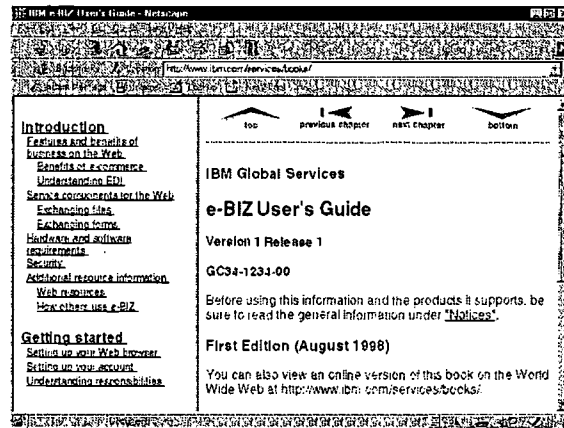 IBM e-BIZ User's Guide - Netscape
http://www.ibm.com/services/books/
Introduction
Features and benefits of
business on the Web
Benefits of e-commerce
Understanding EDI
Service components for the Web
Exchanging files
Exchanging forms
Hardware and software
requirements
Security
Additional resource information
Web resources
How others use e-BIZ
Getting started
Setting up your Web browser
Setting up your account
Understanding responsibilities
top
previous chapter
next chapter
bottom
IBM Global Services
e-BIZ User's Guide
Version 1 Release 1
GC34-1234-00
Before using this information and the products it supports, be
sure to read the general information under "Notices".
First Edition (August 1998)
You can also view an online version of this book on the World
Wide Web at http://www.ibm.com/services/books/.